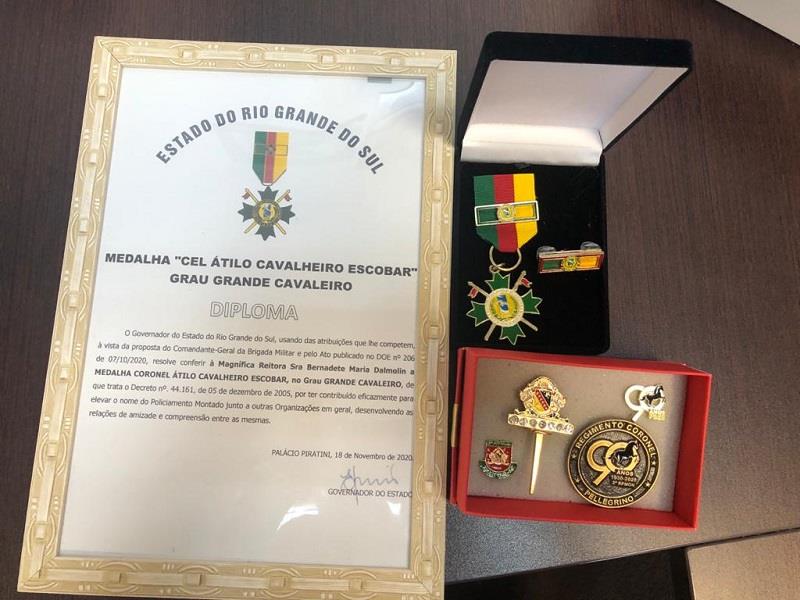 ESTADO DO RIO GRANDE DO SUL
MEDALHA "CEL ÁTILO CAVALHEIRO ESCOBAR"
GRAU GRANDE CAVALEIRO
DIPLOMA
O Governador do Estado do Rio Grande do Sul, usando das atribuições que lhe competem,
à vista da proposta do Comandante-Geral da Brigada Militar e pelo Ato publicado no DOE nº 206
de 07/10/2020, resolve conferir à Magnífica Reitora Sra Bernadete Maria Dalmolin a
MEDALHA CORONEL ÁTILO CAVALHEIRO ESCOBAR, no Grau GRANDE CAVALEIRO, de
que trata o Decreto nº. 44.161, de 05 de dezembro de 2005, por ter contribuído eficazmente para
elevar o nome do Policiamento Montado junto a outras Organizações em geral, desenvolvendo as
relações de amizade e compreensão entre as mesmas.
PALÁCIO PIRATINI, 18 de Novembro de 2020.
GOVERNADOR DO ESTADO
REGIMENTO CORONEL
90
ANOS
1930-2020
3º RPMON
PELLEGRINO
90